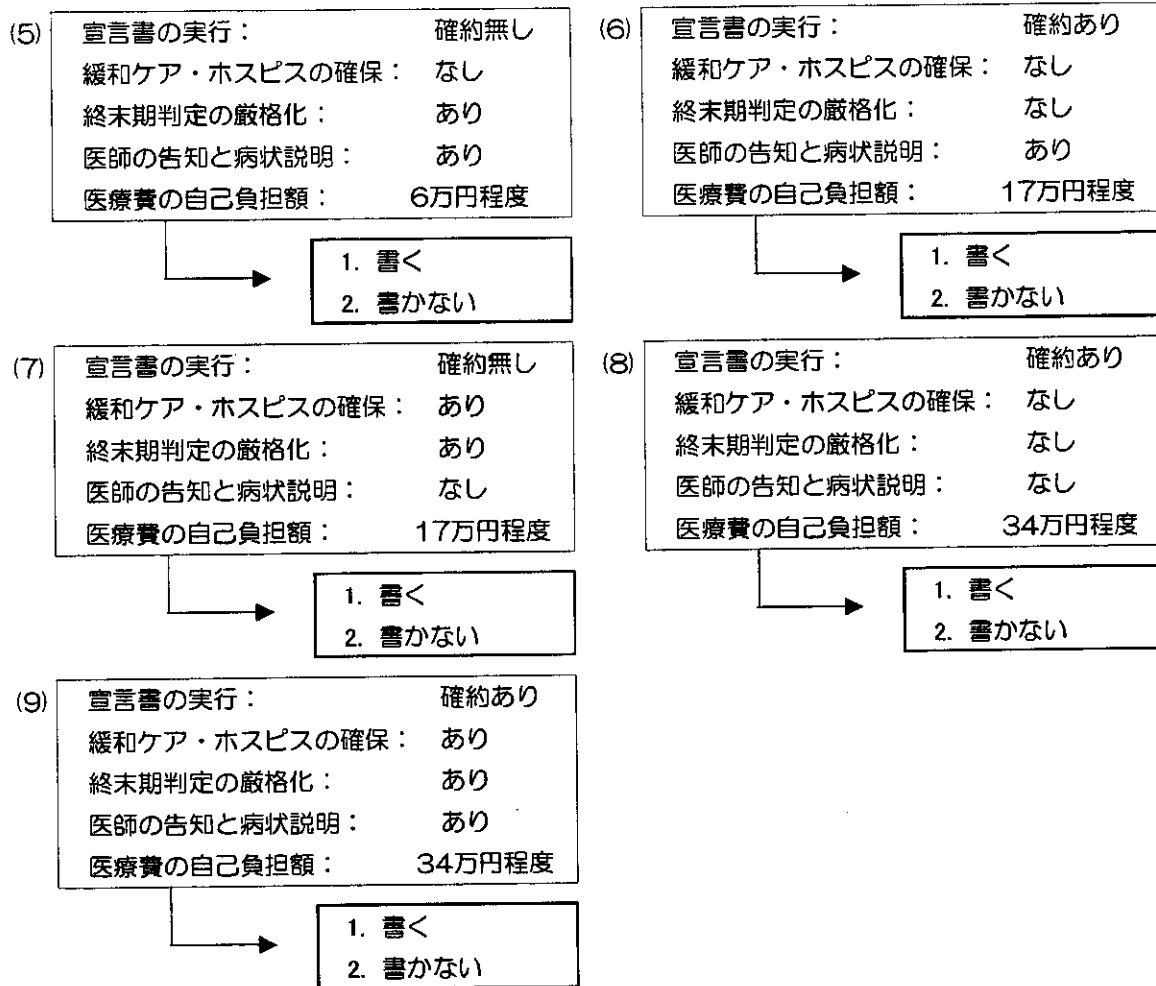 (5)
宣言書の実行： 確約無し
緩和ケア・ホスピスの確保： なし
終末期判定の厳格化： あり
医師の告知と病状説明： あり
医療費の自己負担額： 6万円程度
1. 書く
2. 書かない
(6)
宣言書の実行： 確約あり
緩和ケア・ホスピスの確保： なし
終末期判定の厳格化： なし
医師の告知と病状説明： あり
医療費の自己負担額： 17万円程度
1. 書く
2. 書かない
(7)
宣言書の実行： 確約無し
緩和ケア・ホスピスの確保： あり
終末期判定の厳格化： あり
医師の告知と病状説明： なし
医療費の自己負担額： 17万円程度
1. 書く
2. 書かない
(8)
宣言書の実行： 確約あり
緩和ケア・ホスピスの確保： なし
終末期判定の厳格化： なし
医師の告知と病状説明： なし
医療費の自己負担額： 34万円程度
1. 書く
2. 書かない
(9)
宣言書の実行： 確約あり
緩和ケア・ホスピスの確保： あり
終末期判定の厳格化： あり
医師の告知と病状説明： あり
医療費の自己負担額： 34万円程度
1. 書く
2. 書かない